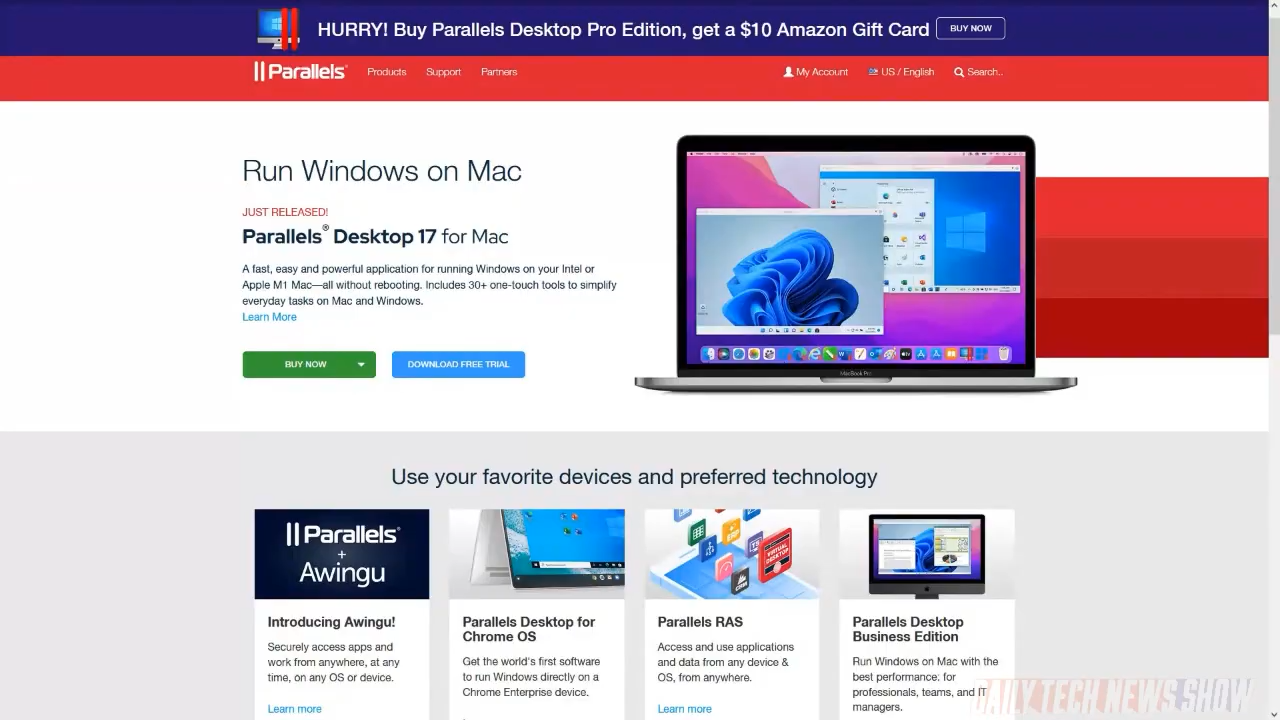 HURRY! Buy Parallels Desktop Pro Edition, get a $10 Amazon Gift Card
BUY NOW
Parallels®
Products
Support
Partners
My Account
US / English
Search..
Run Windows on Mac
JUST RELEASED!
Parallels® Desktop 17 for Mac
A fast, easy and powerful application for running Windows on your Intel or
Apple M1 Mac—all without rebooting. Includes 30+ one-touch tools to simplify
everyday tasks on Mac and Windows.
Learn More
BUY NOW
DOWNLOAD FREE TRIAL
MacBook Pro
Use your favorite devices and preferred technology
Parallels®
+
Awingu
VIRTUAL
DESKTOP
Introducing Awingu!
Securely access apps and
work from anywhere, at any
time, on any OS or device.
Learn more
Parallels Desktop for
Chrome OS
Get the world's first software
to run Windows directly on a
Chrome Enterprise device.
Parallels RAS
Access and use applications
and data from any device &
OS, from anywhere.
Learn more
Parallels Desktop
Business Edition
Run Windows on Mac with the
best performance: for
professionals, teams, and IT
managers.
DAILY TECH NEWS SHOW